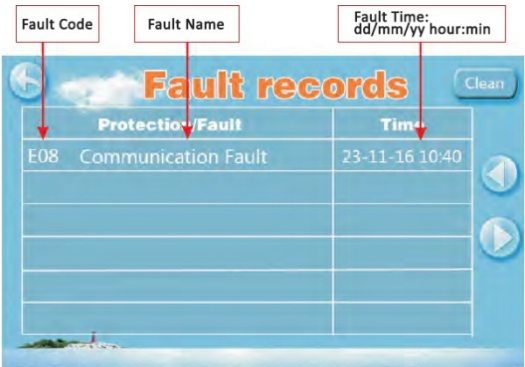 Fault Code
Fault Name
Fault Time:
dd/mm/yy hour:min
Fault records
Clean
Protection/Fault
Time
E08 Communication Fault 23-11-16 10:40